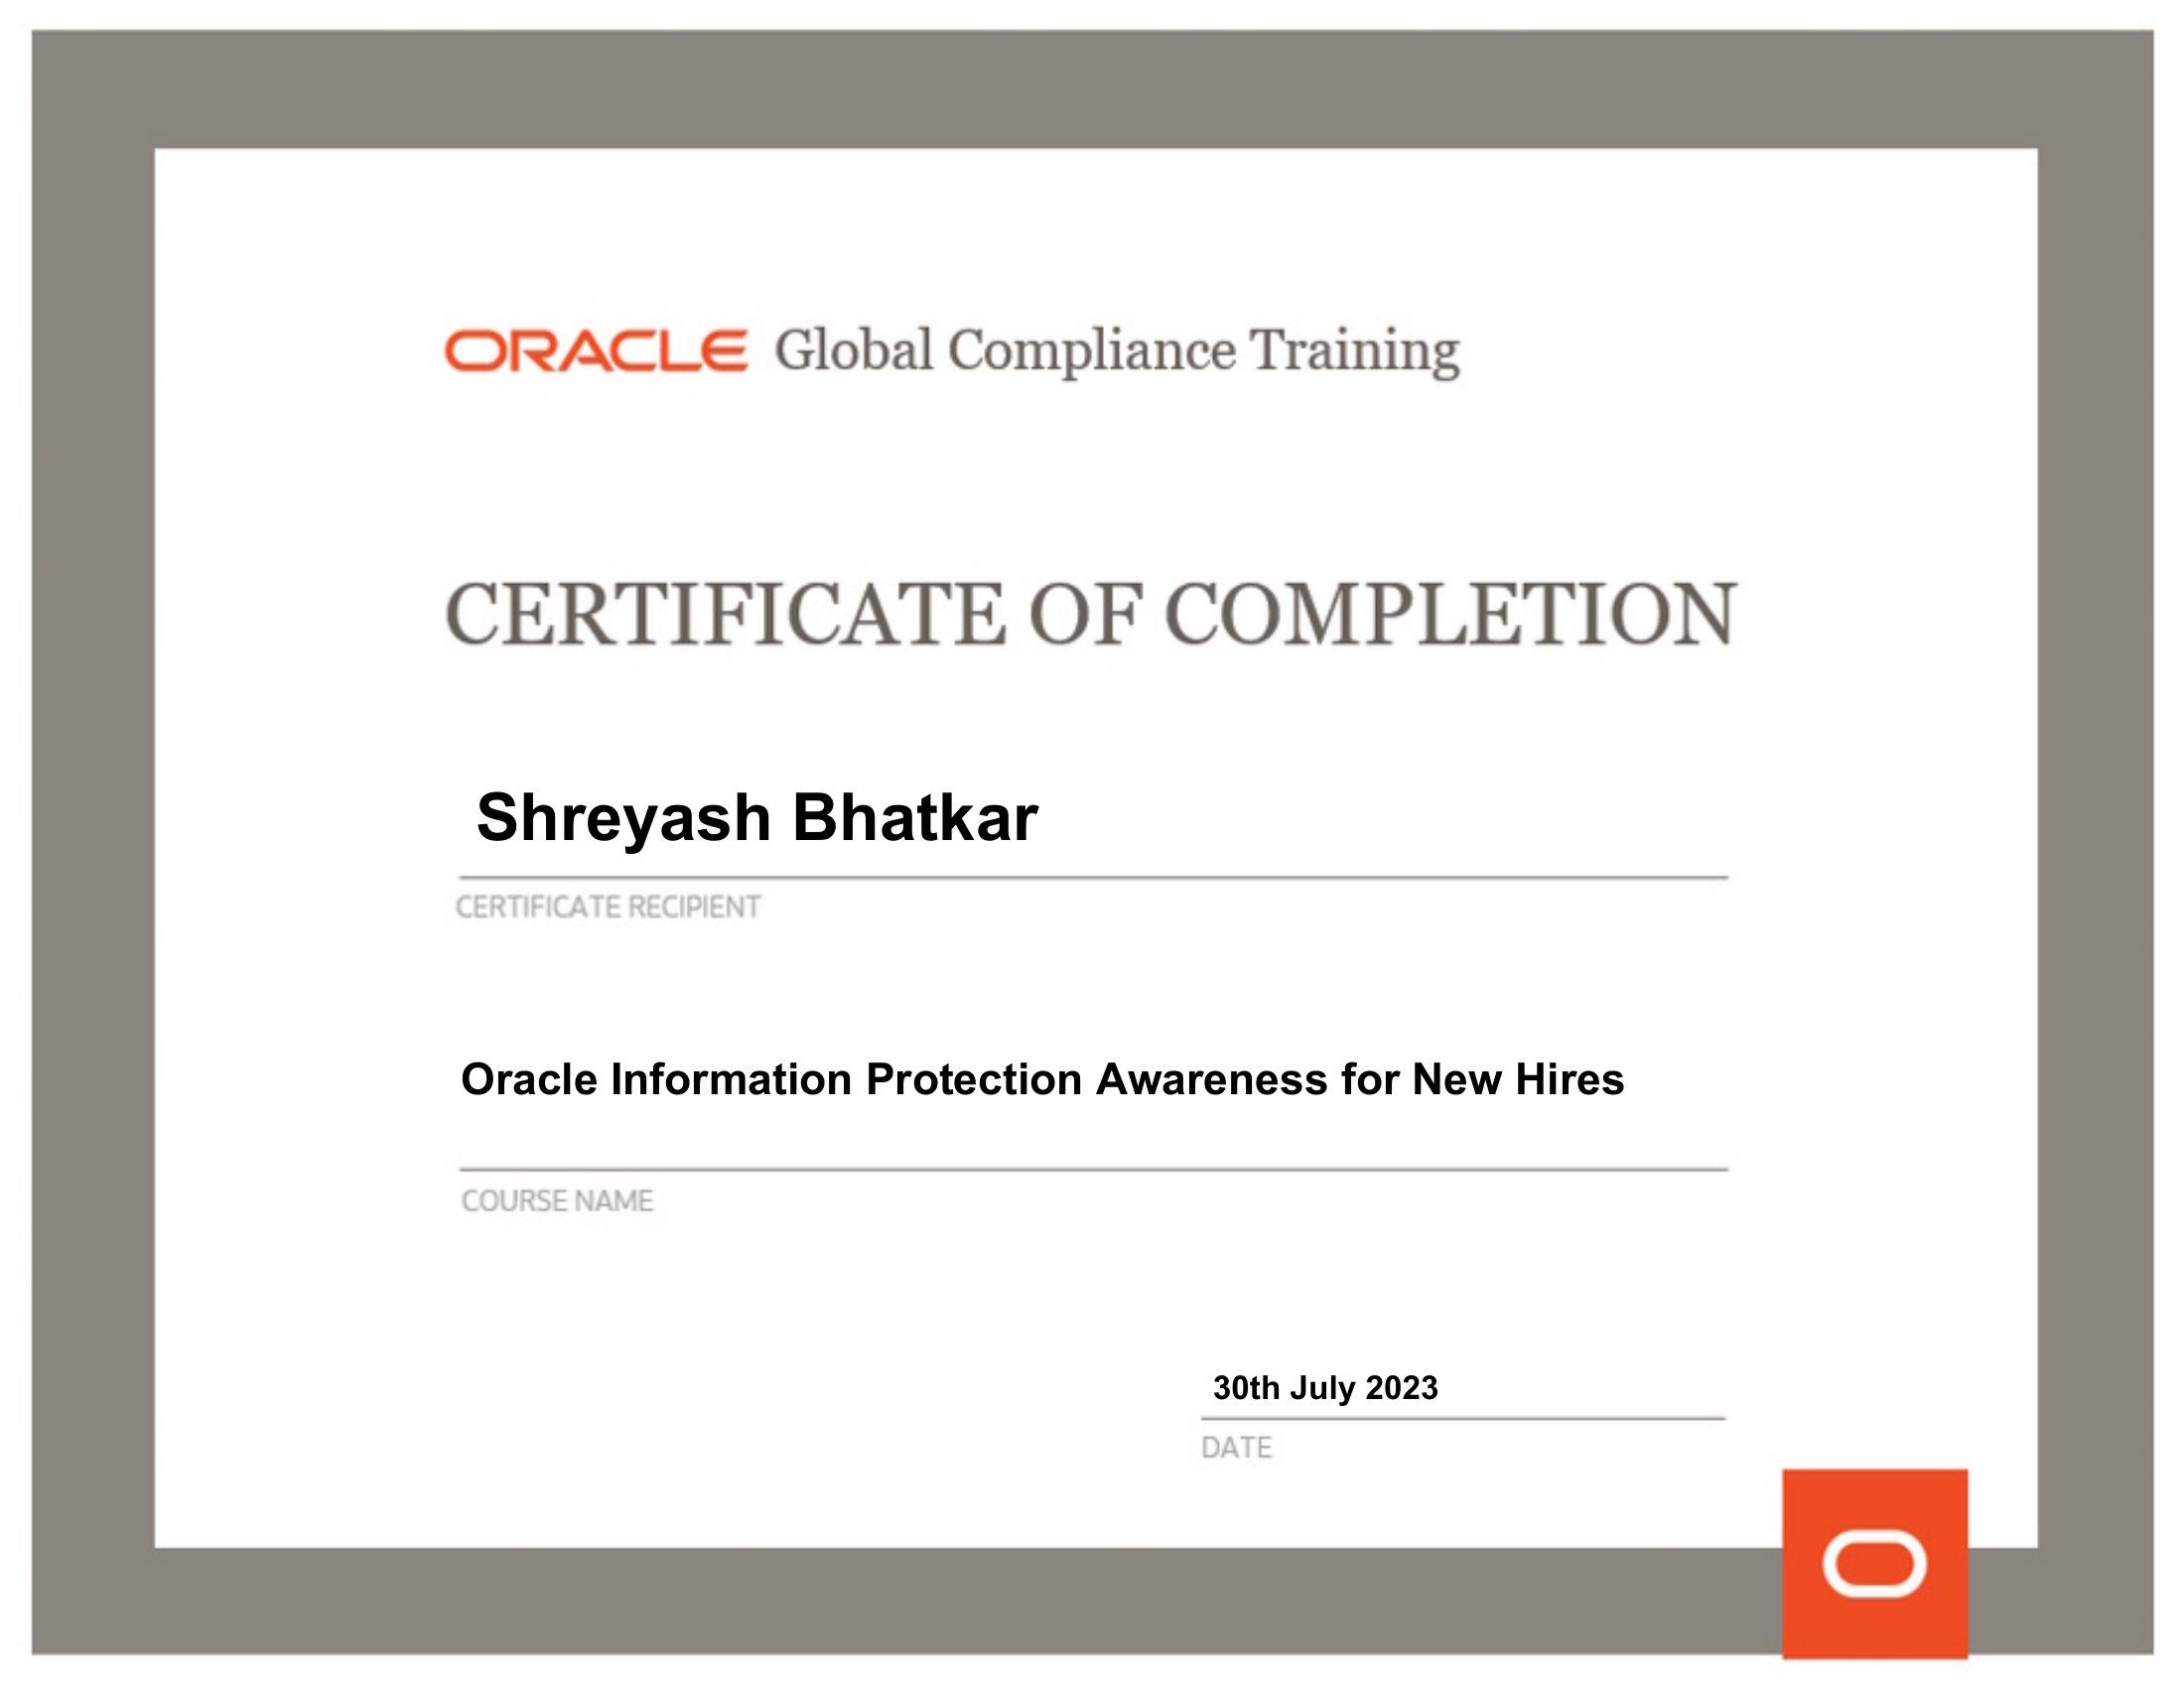 ORACLE Global Compliance Training
CERTIFICATE OF COMPLETION
Shreyash Bhatkar
CERTIFICATE RECIPIENT
Oracle Information Protection Awareness for New Hires
COURSE NAME
30th July 2023
DATE